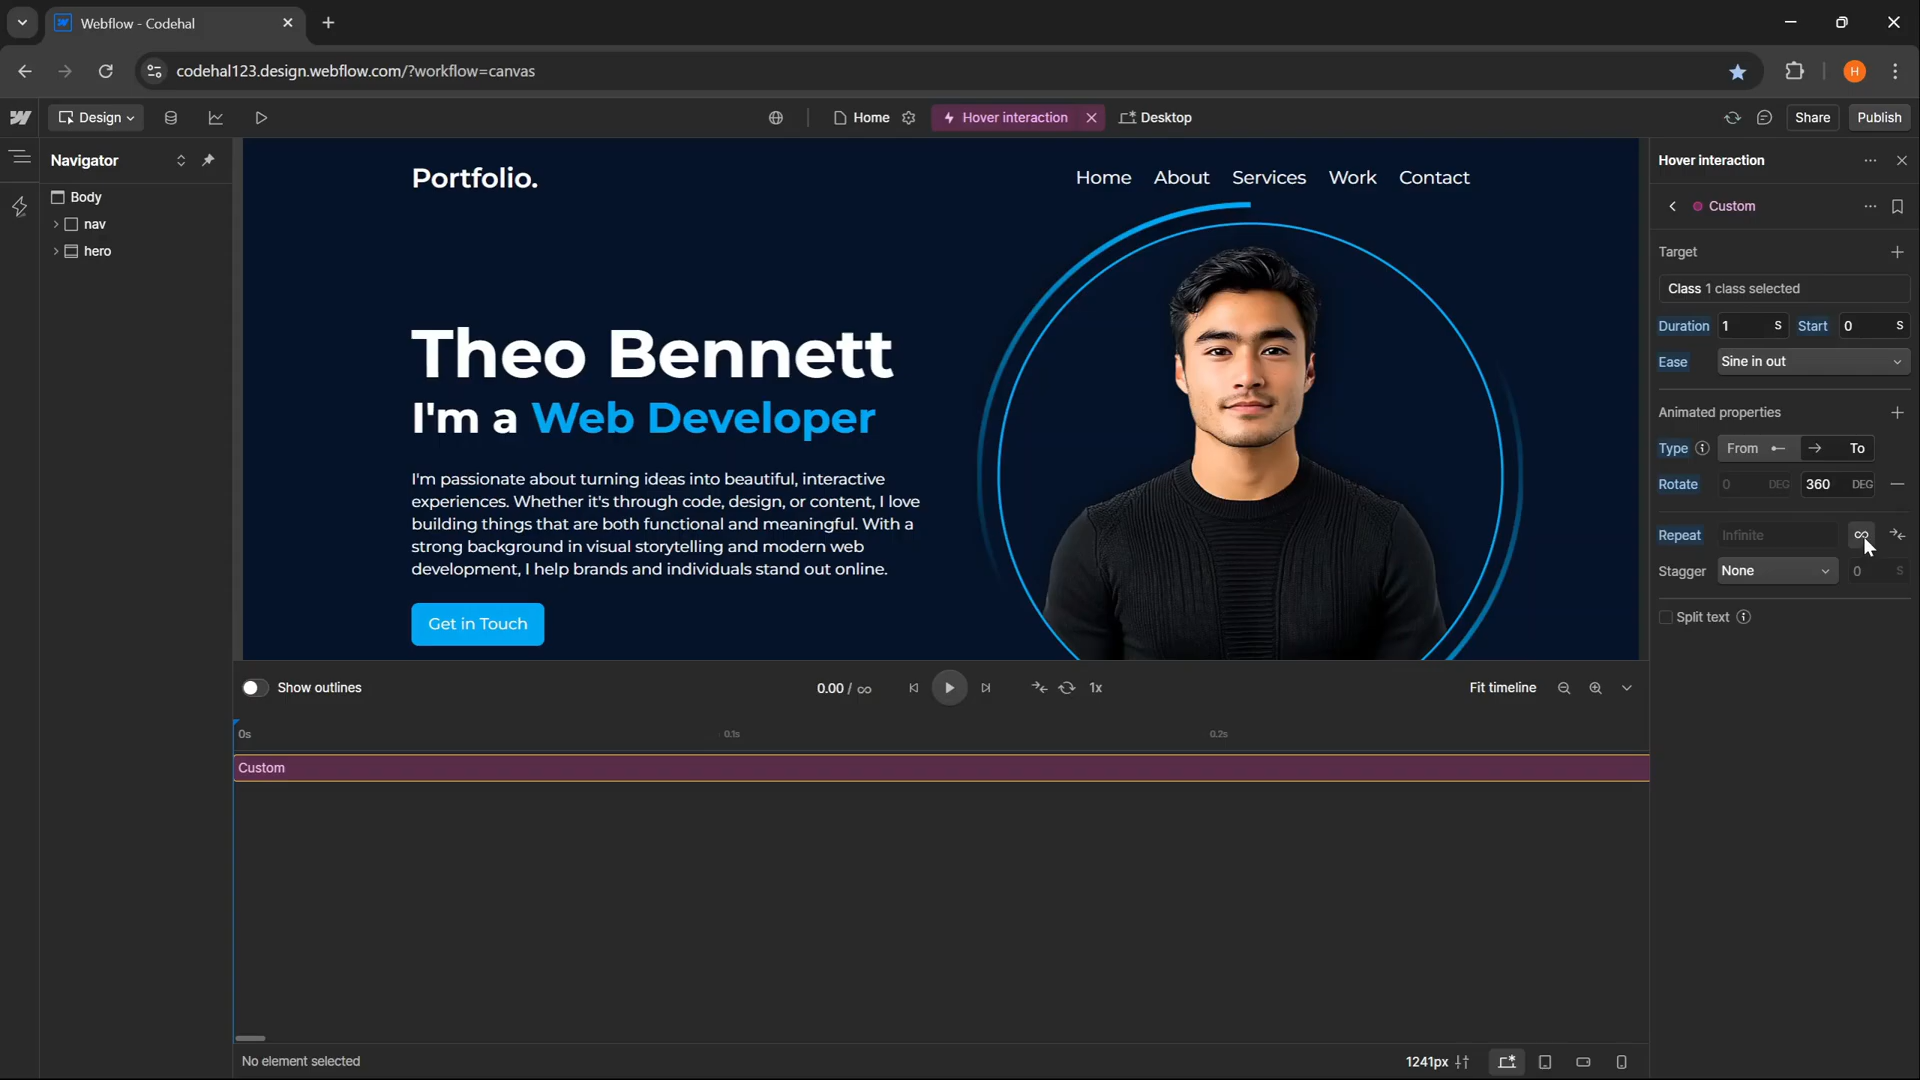 Webflow - Codehal
codehal123.design.webflow.com/?workflow=canvas
H
Design
Home
Hover interaction
Desktop
Share
Publish
Navigator
Body
nav
hero
Portfolio.
Home About Services Work Contact
Theo Bennett
I'm a Web Developer
I'm passionate about turning ideas into beautiful, interactive
experiences. Whether it's through code, design, or content, I love
building things that are both functional and meaningful. With a
strong background in visual storytelling and modern web
development, I help brands and individuals stand out online.
Get in Touch
Hover interaction
Custom
Target
Class 1 class selected
Duration 1 S Start 0 S
Ease Sine in out
Animated properties
Type From To
Rotate 0 DEG 360 DEG
Repeat Infinite ∞
Stagger None 0 S
Split text
Show outlines
0.00 / ∞
1x
Fit timeline
0s 0.1s 0.2s
Custom
No element selected
1241px